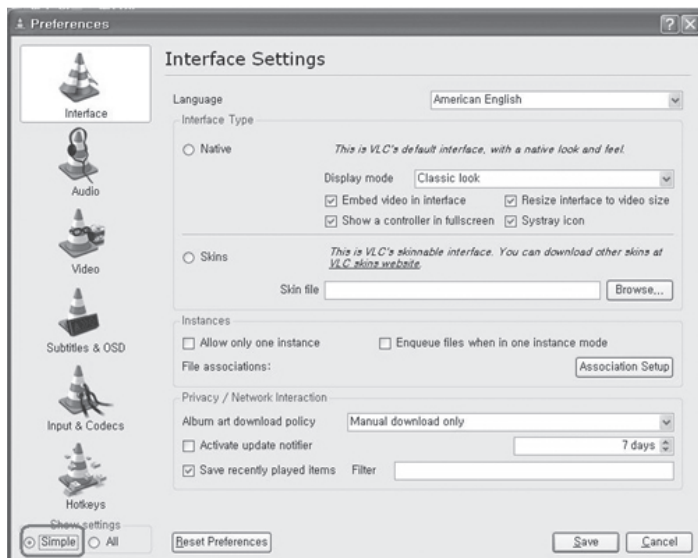 Preferences
Interface Settings
Interface
Audio
Video
Subtitles & OSD
Input & Codecs
Hotkeys
Show settings
Simple All
Language American English
Interface Type
Native This is VLC's default interface, with a native look and feel.
Display mode Classic look
Embed video in interface Resize interface to video size
Show a controller in fullscreen Systray icon
Skins This is VLC's skinnable interface. You can download other skins at
VLC skins website.
Skin file Browse...
Instances
Allow only one instance Enqueue files when in one instance mode
File associations: Association Setup
Privacy / Network Interaction
Album art download policy Manual download only
Activate update notifier 7 days
Save recently played items Filter
Reset Preferences Save Cancel